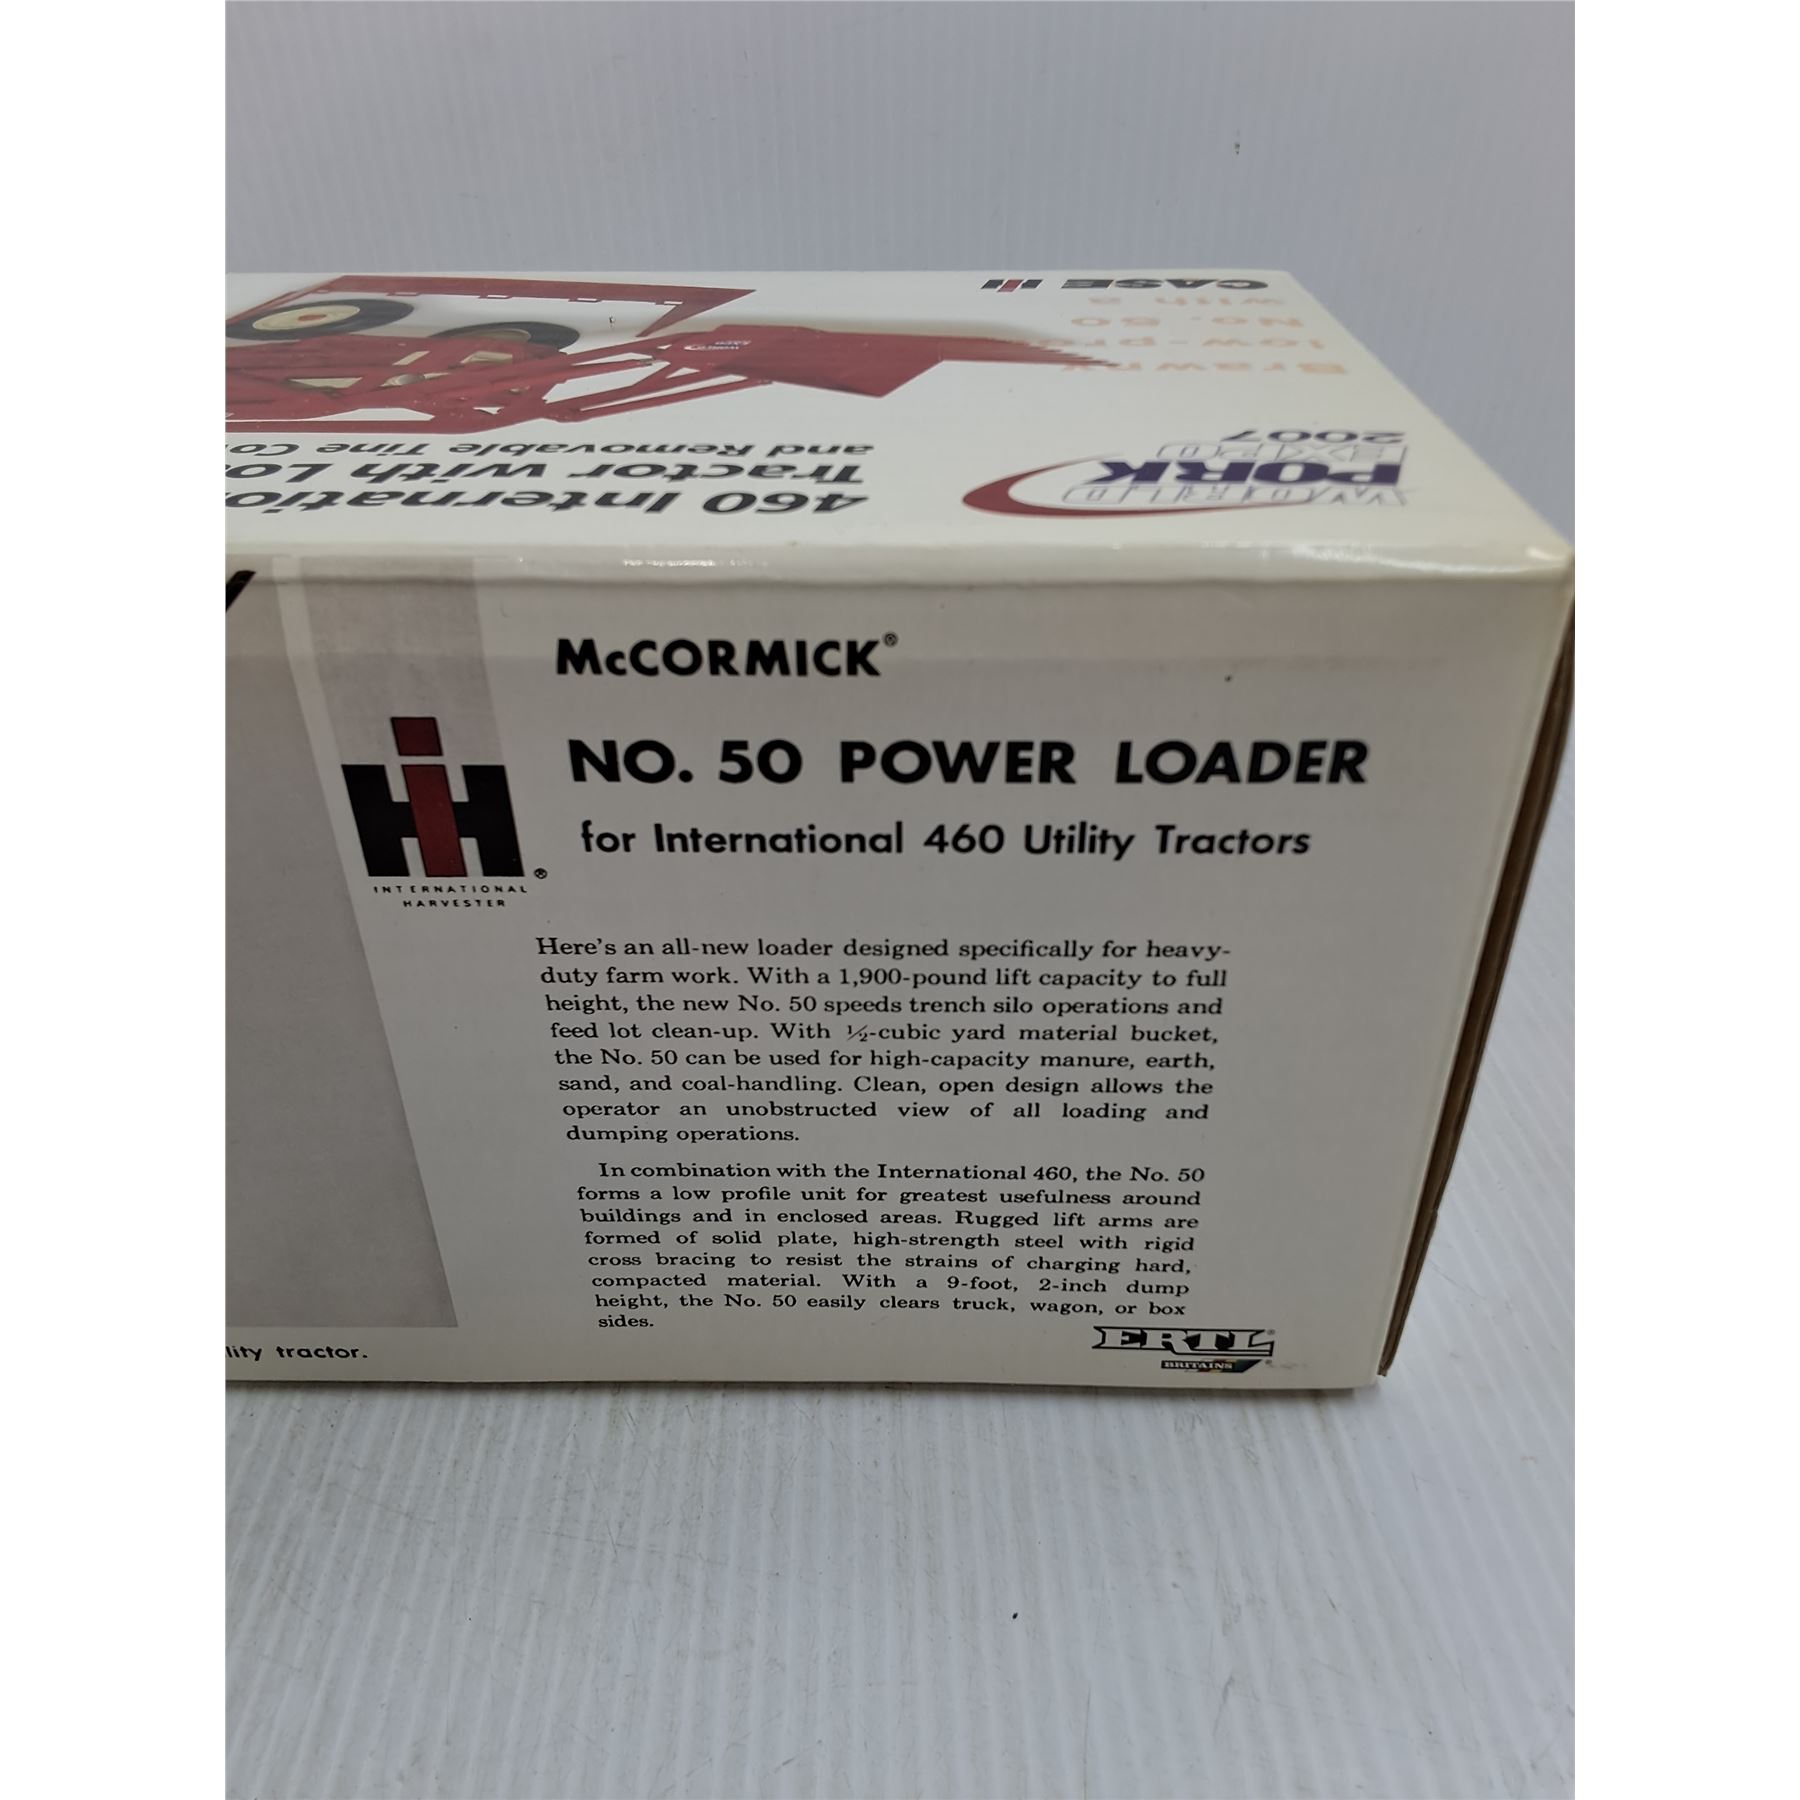 CASE IH
with a
No. 50
WORLD
PORK
EXPO
2007
460
Tractor with
and Removable Tine
McCORMICK®
NO. 50 POWER LOADER
for International 460 Utility Tractors
IH®
INTERNATIONAL
HARVESTER
Here's an all-new loader designed specifically for heavy-
duty farm work. With a 1,900-pound lift capacity to full
height, the new No. 50 speeds trench silo operations and
feed lot clean-up. With ½-cubic yard material bucket,
the No. 50 can be used for high-capacity manure, earth,
sand, and coal-handling. Clean, open design allows the
operator an unobstructed view of all loading and
dumping operations.
In combination with the International 460, the No. 50
forms a low profile unit for greatest usefulness around
buildings and in enclosed areas. Rugged lift arms are
formed of solid plate, high-strength steel with rigid
cross bracing to resist the strains of charging hard,
compacted material. With a 9-foot, 2-inch dump
height, the No. 50 easily clears truck, wagon, or box
sides.
lity tractor.
ERTL
BRITAINS